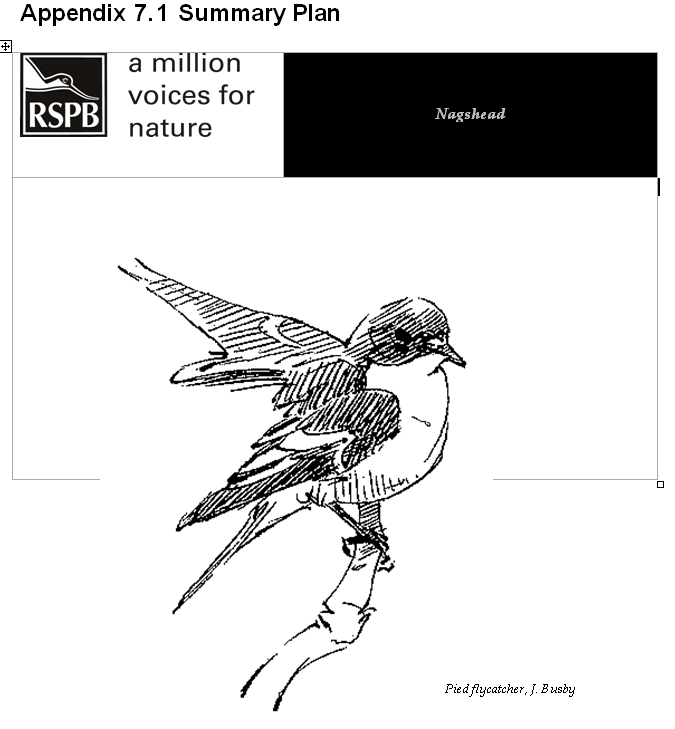 Appendix 7.1 Summary Plan
RSPB
a million
voices for
nature
Nagshead
Pied flycatcher, J. Busby